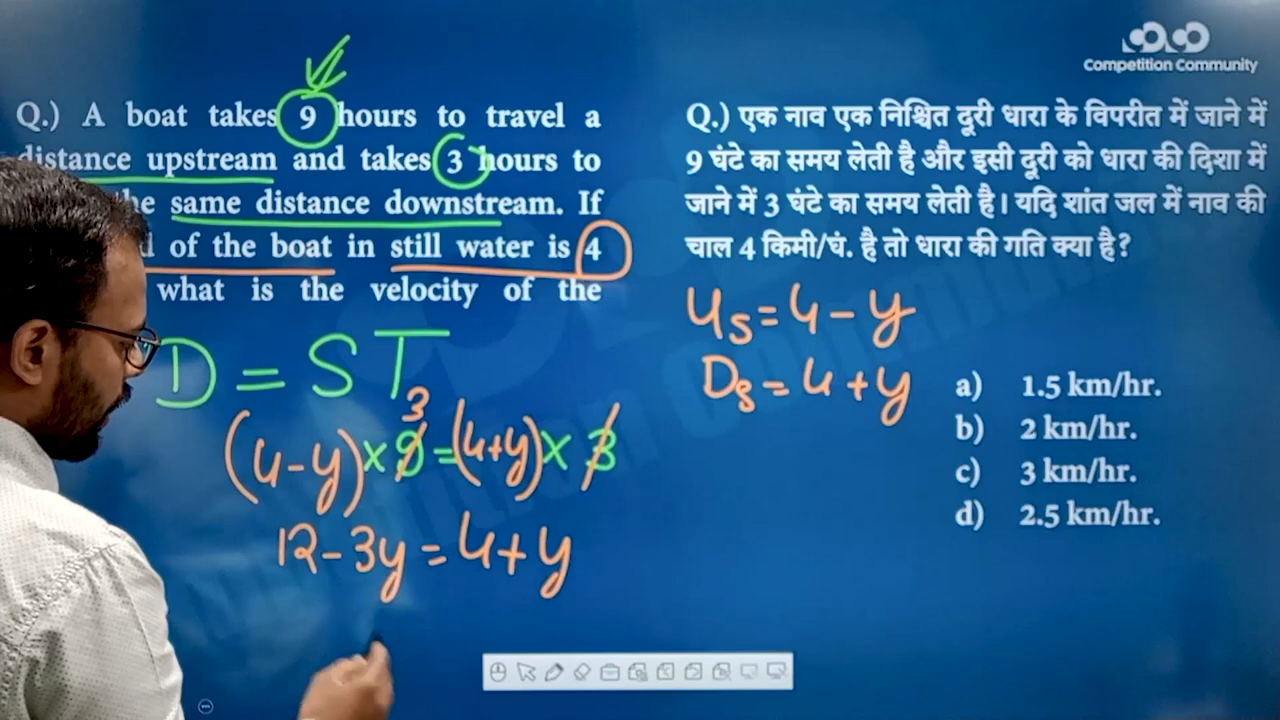 Competition Community
Q.) A boat takes 9 hours to travel a
distance upstream and takes 3 hours to
he same distance downstream. If
d of the boat in still water is 4
what is the velocity of the
Q.) एक नाव एक निश्चित दूरी धारा के विपरीत में जाने में
9 घंटे का समय लेती है और इसी दूरी को धारा की दिशा में
जाने में 3 घंटे का समय लेती है। यदि शांत जल में नाव की
चाल 4 किमी/घं. है तो धारा की गति क्या है?
D = ST
3
(4-y)×9=(4+y)×3
12-3y=4+y
Us=4-y
Ds=4+y
a) 1.5 km/hr.
b) 2 km/hr.
c) 3 km/hr.
d) 2.5 km/hr.